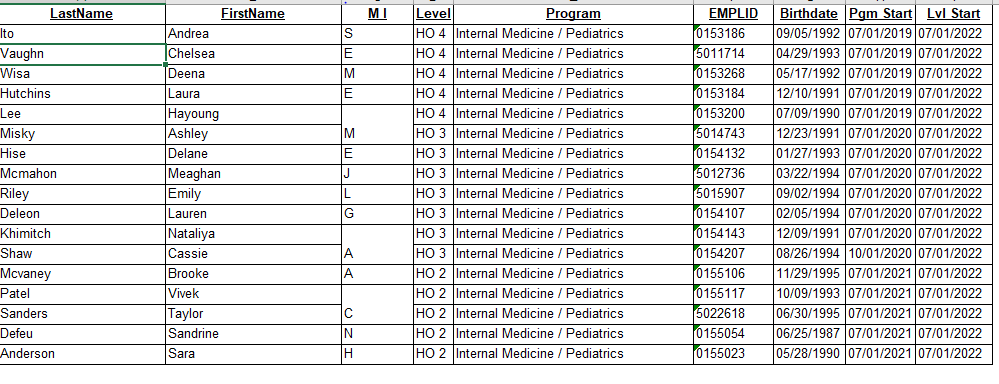 LastName FirstName M I Level Program EMPLID Birthdate Pgm Start Lvl Start
Ito Andrea S HO 4 Internal Medicine / Pediatrics 0153186 09/05/1992 07/01/2019 07/01/2022
Vaughn Chelsea E HO 4 Internal Medicine / Pediatrics 5011714 04/29/1993 07/01/2019 07/01/2022
Wisa Deena M HO 4 Internal Medicine / Pediatrics 0153268 05/17/1992 07/01/2019 07/01/2022
Hutchins Laura E HO 4 Internal Medicine / Pediatrics 0153184 12/10/1991 07/01/2019 07/01/2022
Lee Hayoung HO 4 Internal Medicine / Pediatrics 0153200 07/09/1990 07/01/2019 07/01/2022
Misky Ashley M HO 3 Internal Medicine / Pediatrics 5014743 12/23/1991 07/01/2020 07/01/2022
Hise Delane E HO 3 Internal Medicine / Pediatrics 0154132 01/27/1993 07/01/2020 07/01/2022
Mcmahon Meaghan J HO 3 Internal Medicine / Pediatrics 5012736 03/22/1994 07/01/2020 07/01/2022
Riley Emily L HO 3 Internal Medicine / Pediatrics 5015907 09/02/1994 07/01/2020 07/01/2022
Deleon Lauren G HO 3 Internal Medicine / Pediatrics 0154107 02/05/1994 07/01/2020 07/01/2022
Khimitch Nataliya HO 3 Internal Medicine / Pediatrics 0154143 12/09/1991 07/01/2020 07/01/2022
Shaw Cassie A HO 3 Internal Medicine / Pediatrics 0154207 08/26/1994 10/01/2020 07/01/2022
Mcvaney Brooke A HO 2 Internal Medicine / Pediatrics 0155106 11/29/1995 07/01/2021 07/01/2022
Patel Vivek HO 2 Internal Medicine / Pediatrics 0155117 10/09/1993 07/01/2021 07/01/2022
Sanders Taylor C HO 2 Internal Medicine / Pediatrics 5022618 06/30/1995 07/01/2021 07/01/2022
Defeu Sandrine N HO 2 Internal Medicine / Pediatrics 0155054 06/25/1987 07/01/2021 07/01/2022
Anderson Sara H HO 2 Internal Medicine / Pediatrics 0155023 05/28/1990 07/01/2021 07/01/2022